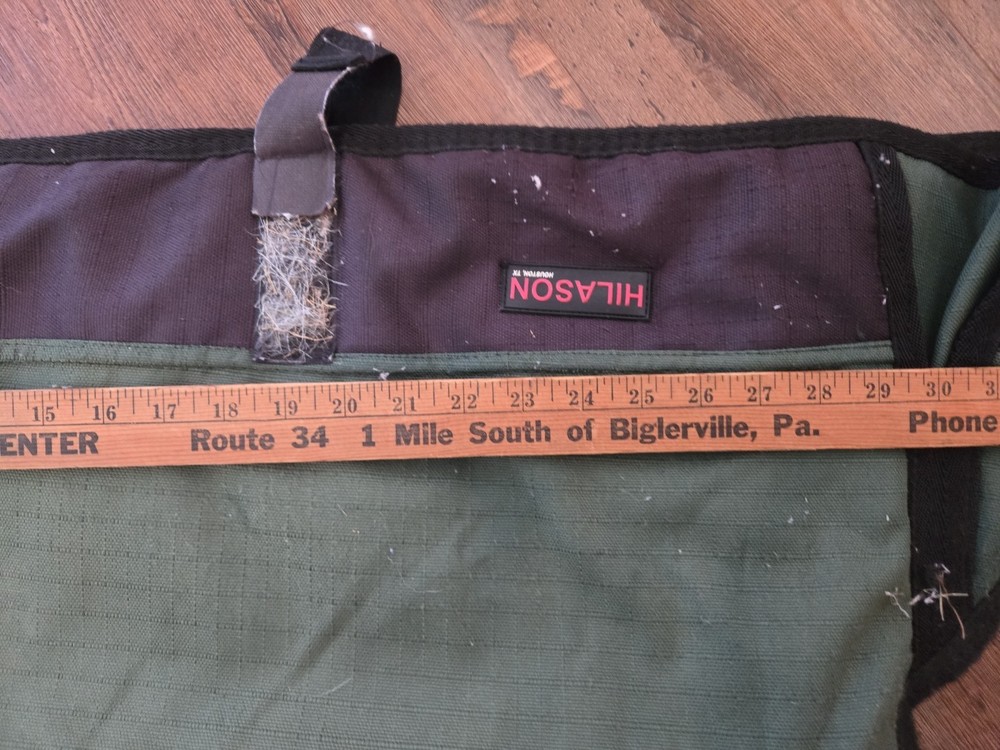 HILASON
HOUSTON, TX
15 16 17 18 19 20 21 22 23 24 25 26 27 28 29 30 3
ENTER Route 34 1 Mile South of Biglerville, Pa. Phone